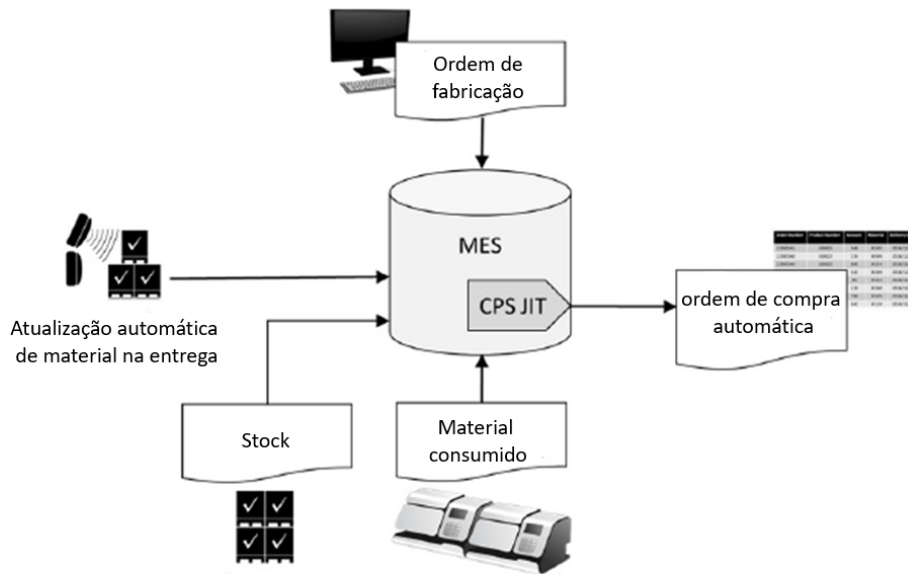 Ordem de
fabricação
MES
CPS JIT
Atualização automática
de material na entrega
ordem de compra
automática
Stock
Material
consumido